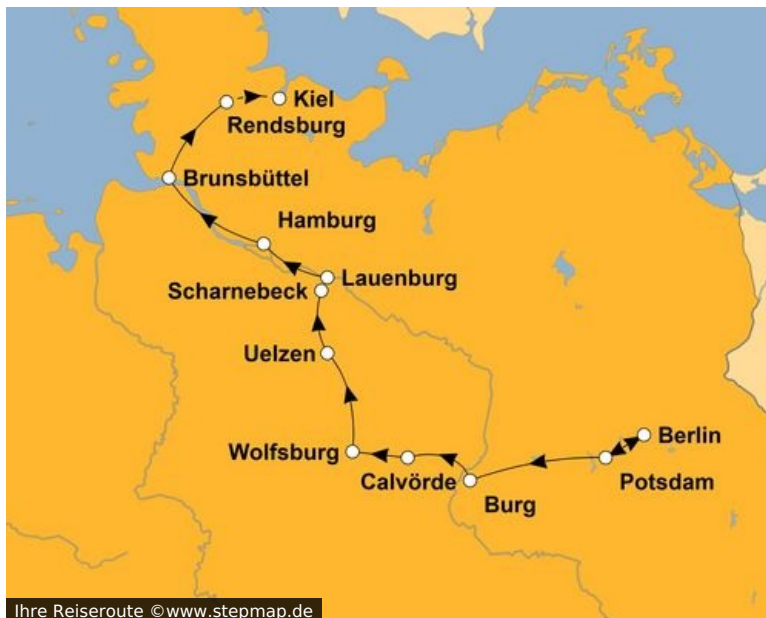 Kiel
Rendsburg
Brunsbüttel
Hamburg
Lauenburg
Scharnebeck
Uelzen
Berlin
Wolfsburg
Calvörde
Potsdam
Burg
Ihre Reiseroute ©www.stepmap.de